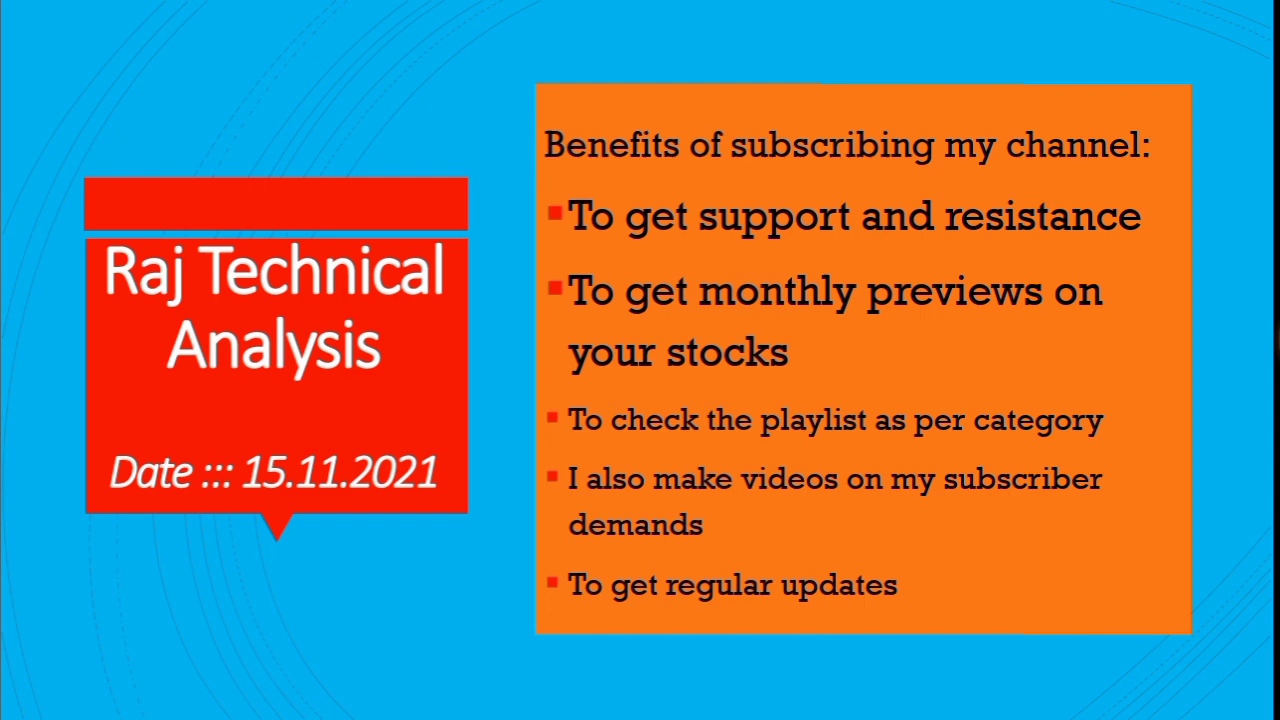 Raj Technical
Analysis
Date ::: 15.11.2021
Benefits of subscribing my channel:
To get support and resistance
To get monthly previews on
your stocks
To check the playlist as per category
I also make videos on my subscriber
demands
To get regular updates